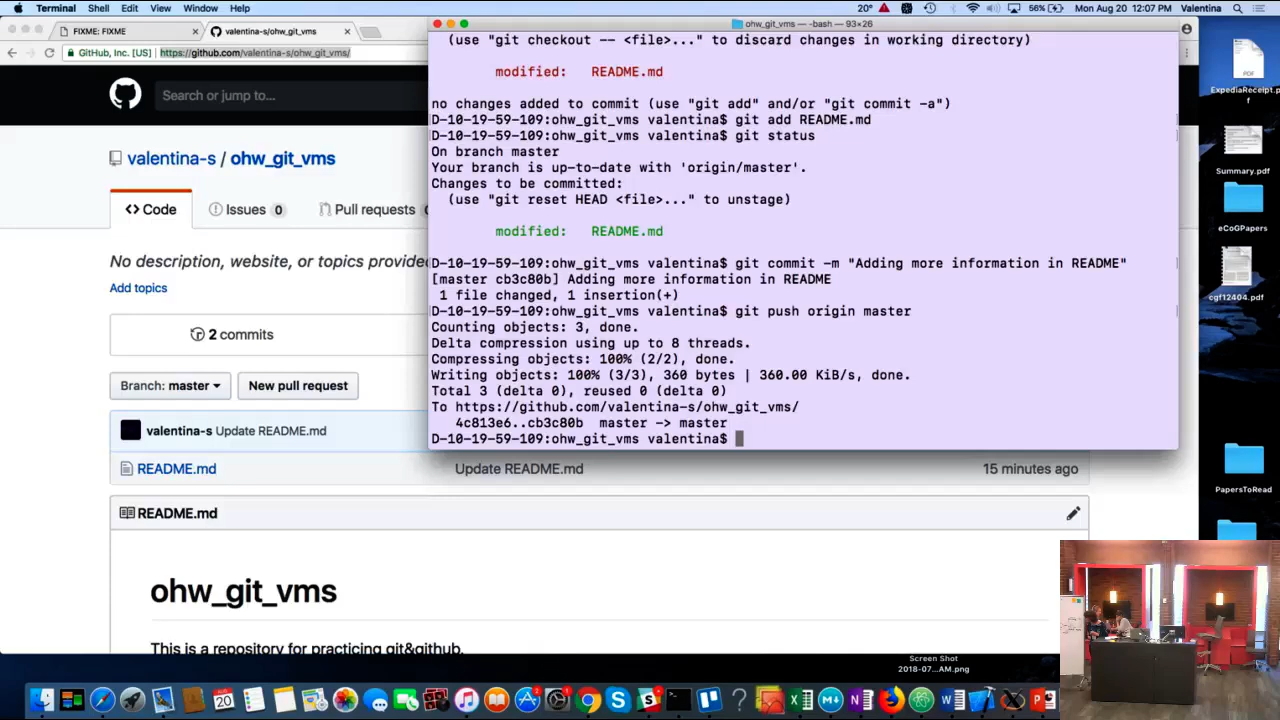 Terminal Shell Edit View Window Help
20° 56% Mon Aug 20 12:07 PM Valentina
FIXME: FIXME
valentina-s/ohw_git_vms
GitHub, Inc. [US] https://github.com/valentina-s/ohw_git_vms/
ohw_git_vms — -bash — 93×26
Search or jump to...
valentina-s / ohw_git_vms
Code Issues 0 Pull requests
No description, website, or topics provided
Add topics
2 commits
Branch: master New pull request
valentina-s Update README.md
README.md Update README.md 15 minutes ago
README.md
ohw_git_vms
This is a repository for practicing git&github.
(use "git checkout -- <file>..." to discard changes in working directory)
modified: README.md
no changes added to commit (use "git add" and/or "git commit -a")
D-10-19-59-109:ohw_git_vms valentina$ git add README.md
D-10-19-59-109:ohw_git_vms valentina$ git status
On branch master
Your branch is up-to-date with 'origin/master'.
Changes to be committed:
(use "git reset HEAD <file>..." to unstage)
modified: README.md
D-10-19-59-109:ohw_git_vms valentina$ git commit -m "Adding more information in README"
[master cb3c80b] Adding more information in README
1 file changed, 1 insertion(+)
D-10-19-59-109:ohw_git_vms valentina$ git push origin master
Counting objects: 3, done.
Delta compression using up to 8 threads.
Compressing objects: 100% (2/2), done.
Writing objects: 100% (3/3), 360 bytes | 360.00 KiB/s, done.
Total 3 (delta 0), reused 0 (delta 0)
To https://github.com/valentina-s/ohw_git_vms/
4c813e6..cb3c80b master -> master
D-10-19-59-109:ohw_git_vms valentina$
PDF
ExpediaReceipt.pd
f
Summary.pdf
eCoGPapers
cgf12404.pdf
PapersToRead
Screen Shot
2018-07...AM.png